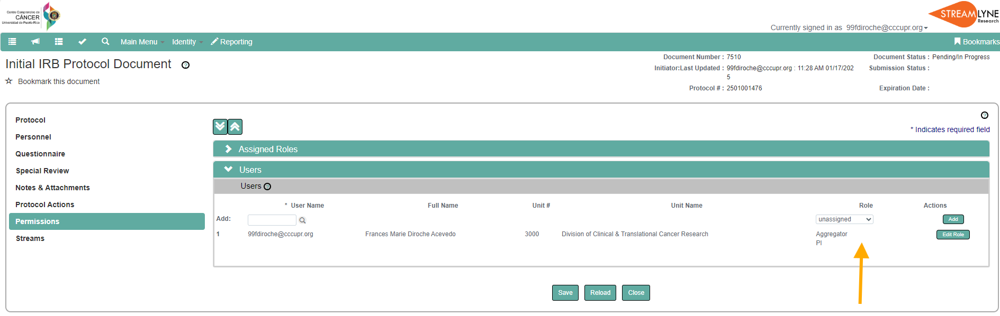 Centro Comprensivo de
CÁNCER
Universidad de Puerto Rico
STREAMLYNE
Research
Currently signed in as 99fdiroche@cccupr.org
Main Menu Identity Reporting Bookmarks
Initial IRB Protocol Document
Bookmark this document
Document Number : 7510 Document Status : Pending/In Progress
Initiator:Last Updated : 99fdiroche@cccupr.org : 11:28 AM 01/17/202 Submission Status :
5
Protocol # : 2501001476 Expiration Date :
Protocol
Personnel
Questionnaire
Special Review
Notes & Attachments
Protocol Actions
Permissions
Streams
* Indicates required field
Assigned Roles
Users
Users
* User Name Full Name Unit # Unit Name Role Actions
Add: unassigned Add
1 99fdiroche@cccupr.org Frances Marie Diroche Acevedo 3000 Division of Clinical & Translational Cancer Research Aggregator Edit Role
PI
Save Reload Close